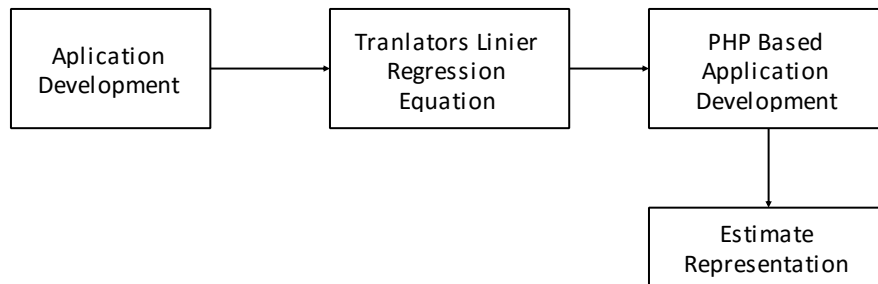 Aplication
Development
Tranlators Linier
Regression
Equation
PHP Based
Application
Development
Estimate
Representation